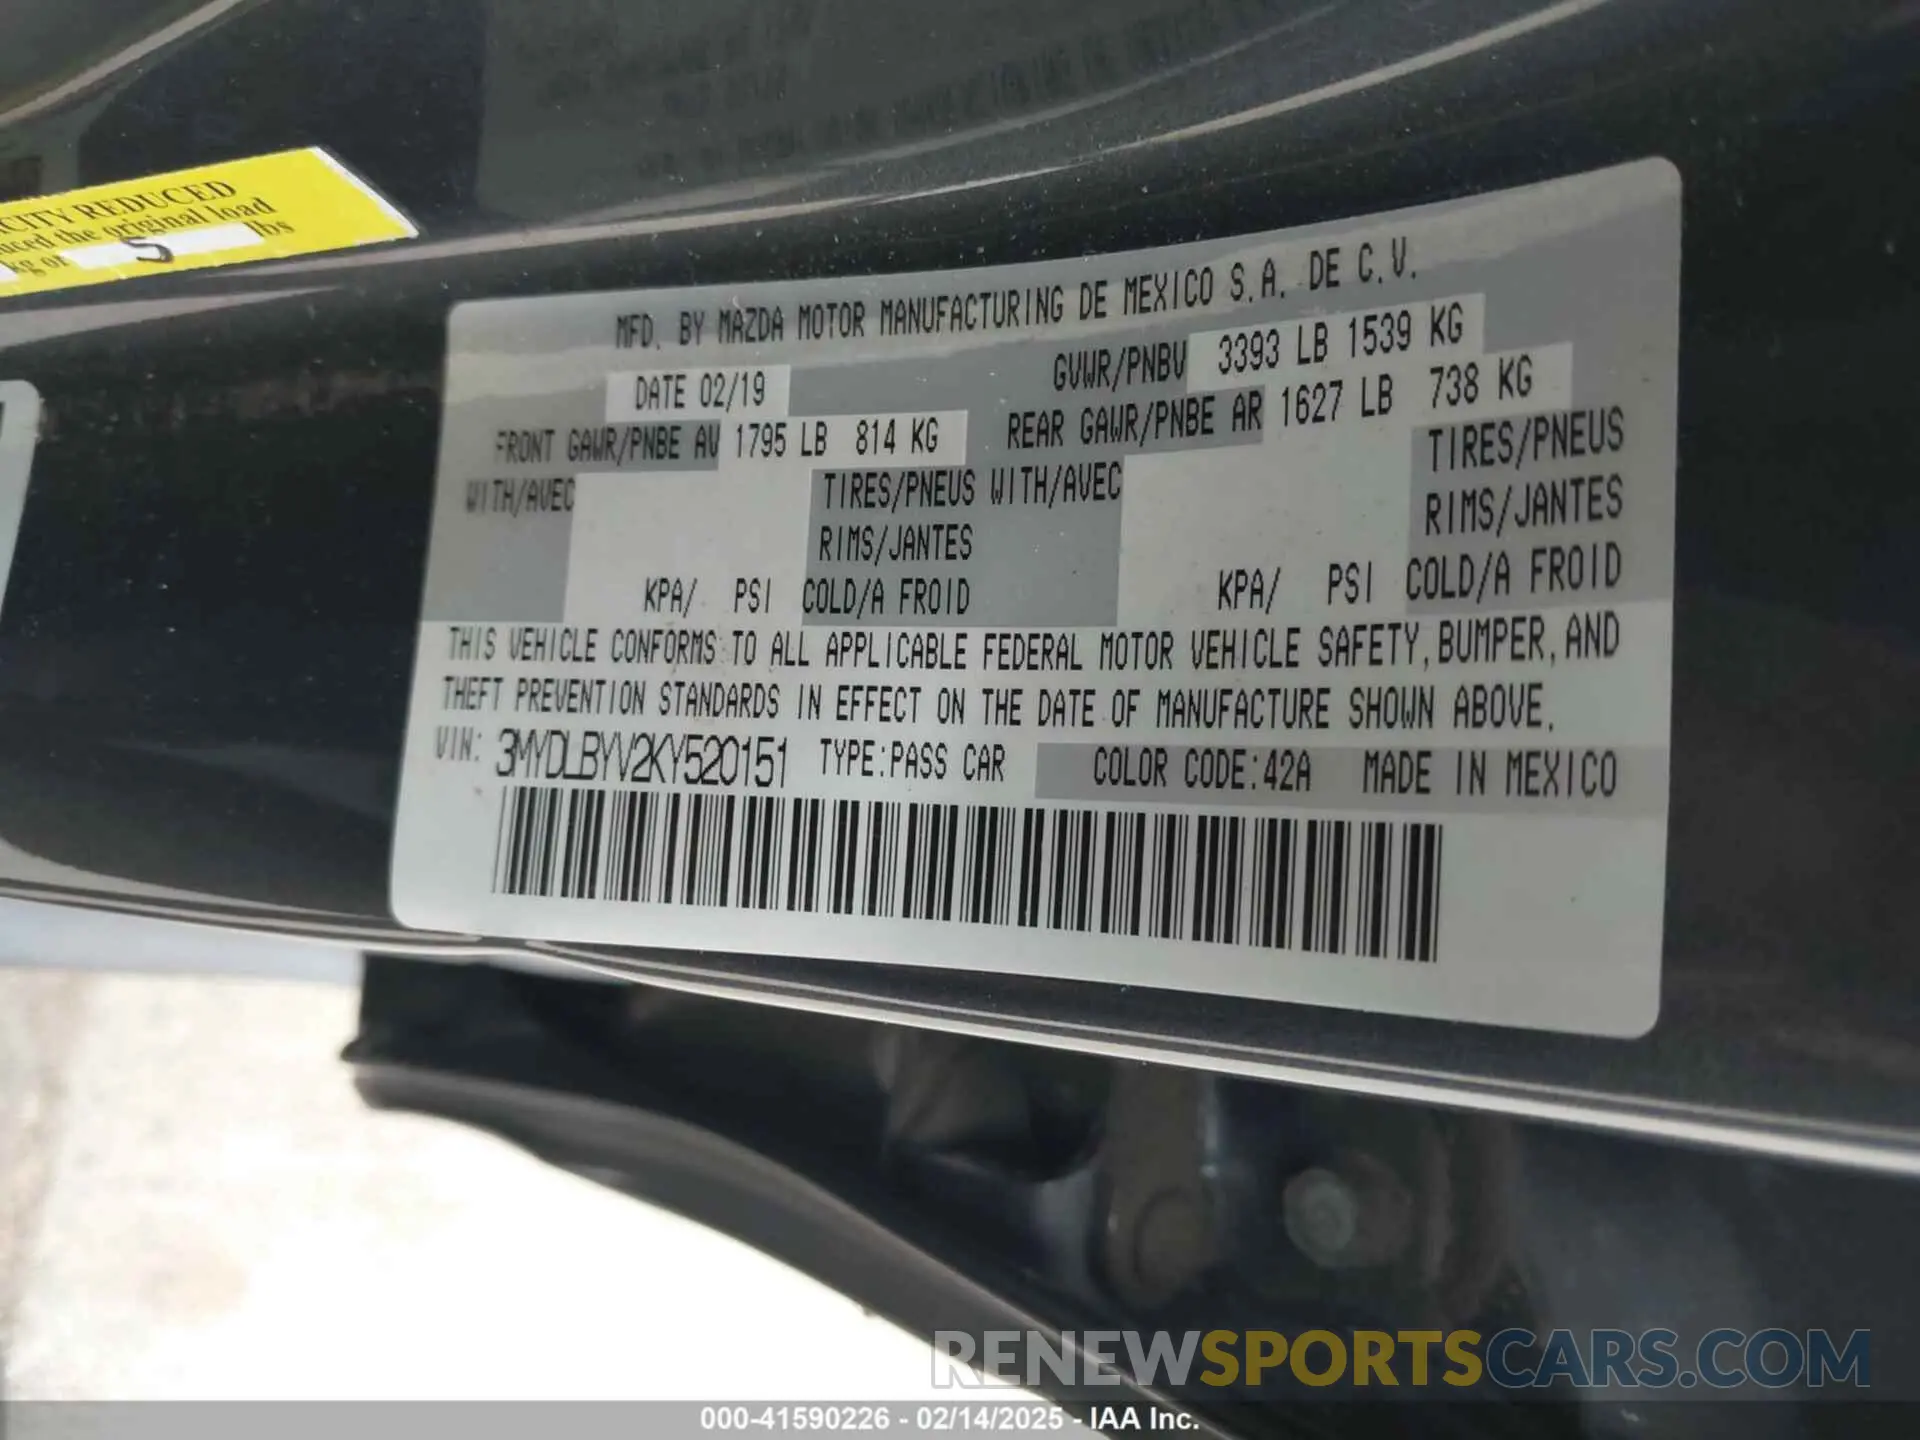 CITY REDUCED
the original load
kg or 5 lbs
MFD. BY MAZDA MOTOR MANUFACTURING DE MEXICO S.A. DE C.V.
DATE 02/19 GVWR/PNBV 3393 LB 1539 KG
FRONT GAWR/PNBE AV 1795 LB 814 KG REAR GAWR/PNBE AR 1627 LB 738 KG
WITH/AVEC TIRES/PNEUS WITH/AVEC TIRES/PNEUS
RIMS/JANTES RIMS/JANTES
KPA/ PSI COLD/A FROID KPA/ PSI COLD/A FROID
THIS VEHICLE CONFORMS TO ALL APPLICABLE FEDERAL MOTOR VEHICLE SAFETY, BUMPER, AND
THEFT PREVENTION STANDARDS IN EFFECT ON THE DATE OF MANUFACTURE SHOWN ABOVE.
VIN: 3MYDLBYV2KY520151 TYPE:PASS CAR COLOR CODE:42A MADE IN MEXICO
RENEWSPORTSCARS.COM
000-41590226 - 02/14/2025 - IAA Inc.